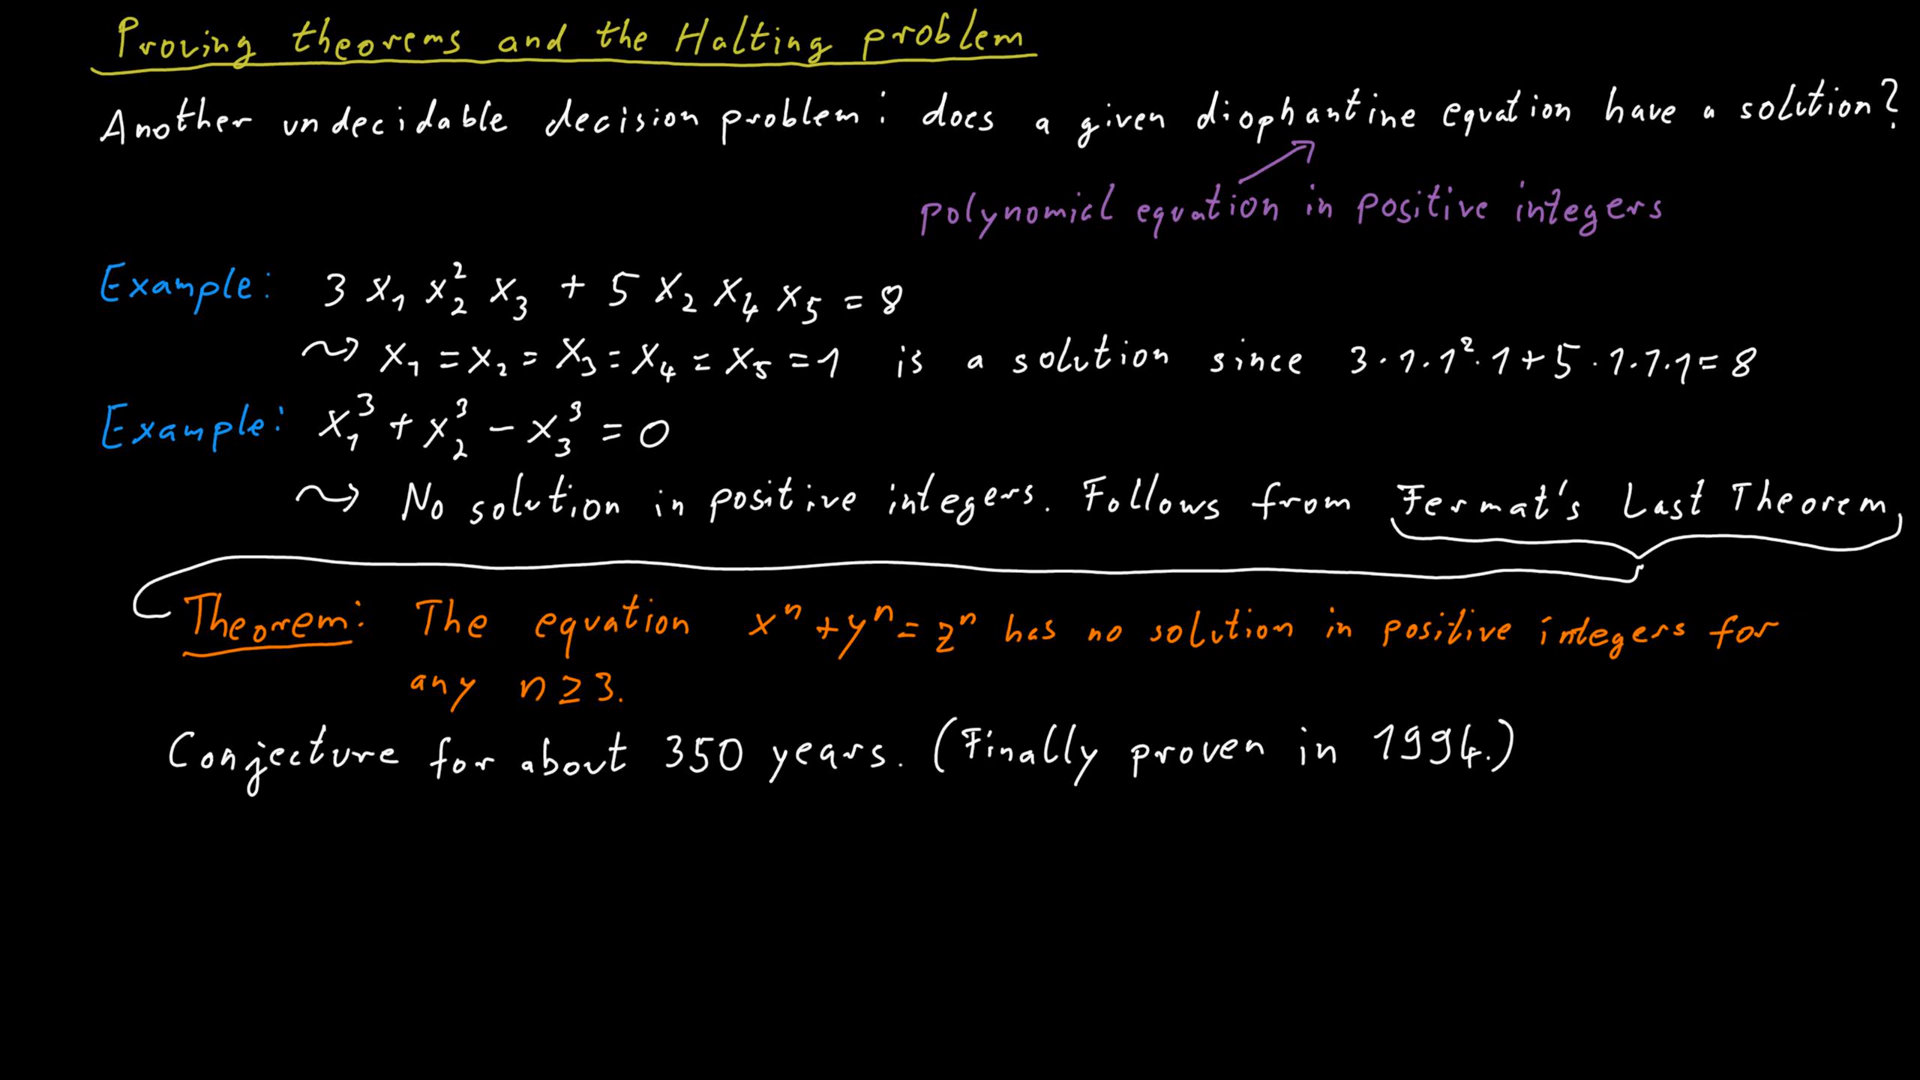 Proving theorems and the Halting problem
Another undecidable decision problem: does a given diophantine equation have a solution?
polynomial equation in positive integers
Example: 3 x₁ x₂² x₃ + 5 x₂ x₄ x₅ = 8
⇝ x₁ = x₂ = x₃ = x₄ = x₅ = 1 is a solution since 3·1·1²·1 + 5·1·1·1 = 8
Example: x₁³ + x₂³ − x₃³ = 0
⇝ No solution in positive integers. Follows from Fermat's Last Theorem
Theorem: The equation xⁿ + yⁿ = zⁿ has no solution in positive integers for
any n ≥ 3.
Conjecture for about 350 years. (Finally proven in 1994.)